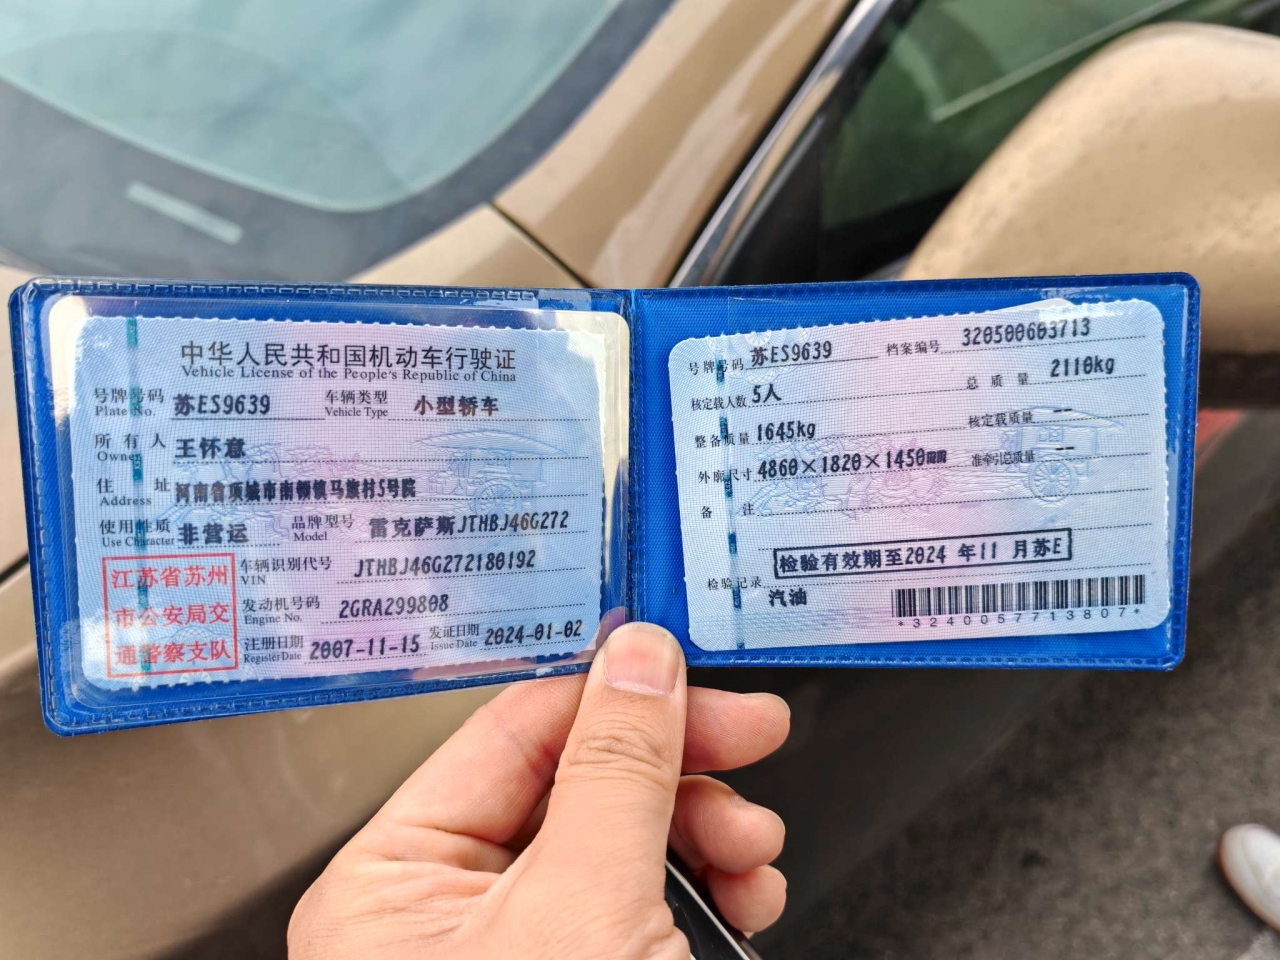 中华人民共和国机动车行驶证
Vehicle License of the People's Republic of China
号牌号码 苏ES9639 车辆类型 小型轿车
Plate No. Vehicle Type
所有人 王怀意
Owner
住址 河南省项城市南顿镇马旗村5号院
Address
使用性质 非营运 品牌型号 雷克萨斯JTHBJ46G272
Use Character Model
江苏省苏州
市公安局交
通警察支队
车辆识别代号 JTHBJ46G272180192
VIN
发动机号码 2GRA299808
Engine No.
注册日期 2007-11-15 发证日期 2024-01-02
Register Date Issue Date
号牌号码 苏ES9639 档案编号 320500603713
核定载人数 5人 总质量 2110kg
整备质量 1645kg 核定载质量 --
外廓尺寸 4860×1820×1450mm 准牵引总质量 --
备注
检验有效期至2024 年11 月苏E
检验记录
汽油
*3240057713807*